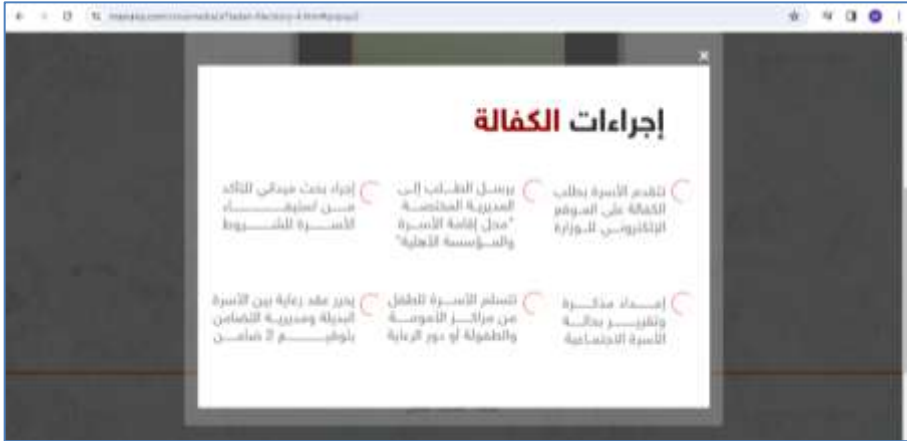 إجراءات الكفالة
تتقدم الأسرة بطلب
الكفالة على الموقع
الإلكتروني للوزارة
يرسل الطلب إلى
المديرية المختصة
"محل إقامة الأسرة
والمؤسسة الأهلية"
إجراء بحث ميداني للتأكد
من استيفاء
الأسرة للشروط
إعداد مذكرة
وتقرير بحالة
الأسرة الاجتماعية
تتسلم الأسرة الطفل
من مراكز الأمومة
والطفولة أو دور الرعاية
يحرر عقد رعاية بين الأسرة
البديلة ومديرية التضامن
بتوقيع 2 ضامن